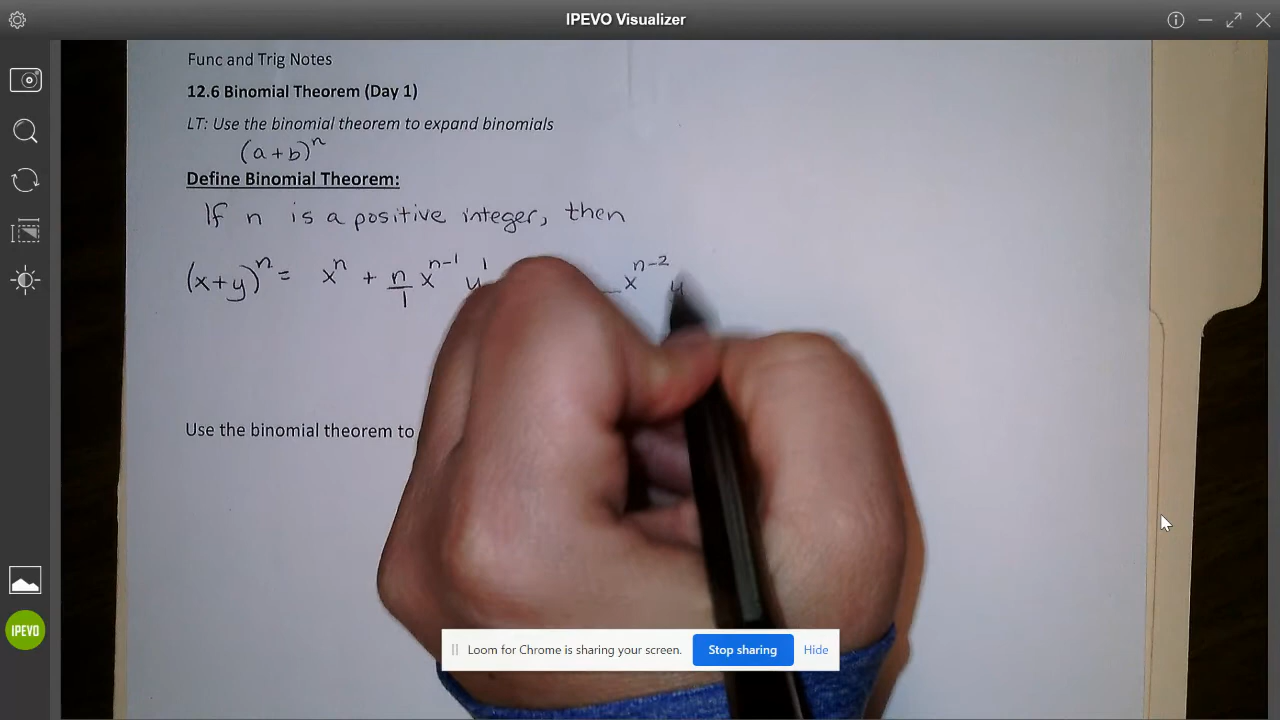 IPEVO Visualizer
Func and Trig Notes
12.6 Binomial Theorem (Day 1)
LT: Use the binomial theorem to expand binomials
(a+b)^n
Define Binomial Theorem:
If n is a positive integer, then
(x+y)^n = x^n + n/1 x^(n-1) y^1 x^(n-2) y
Use the binomial theorem to
IPEVO
Loom for Chrome is sharing your screen. Stop sharing Hide